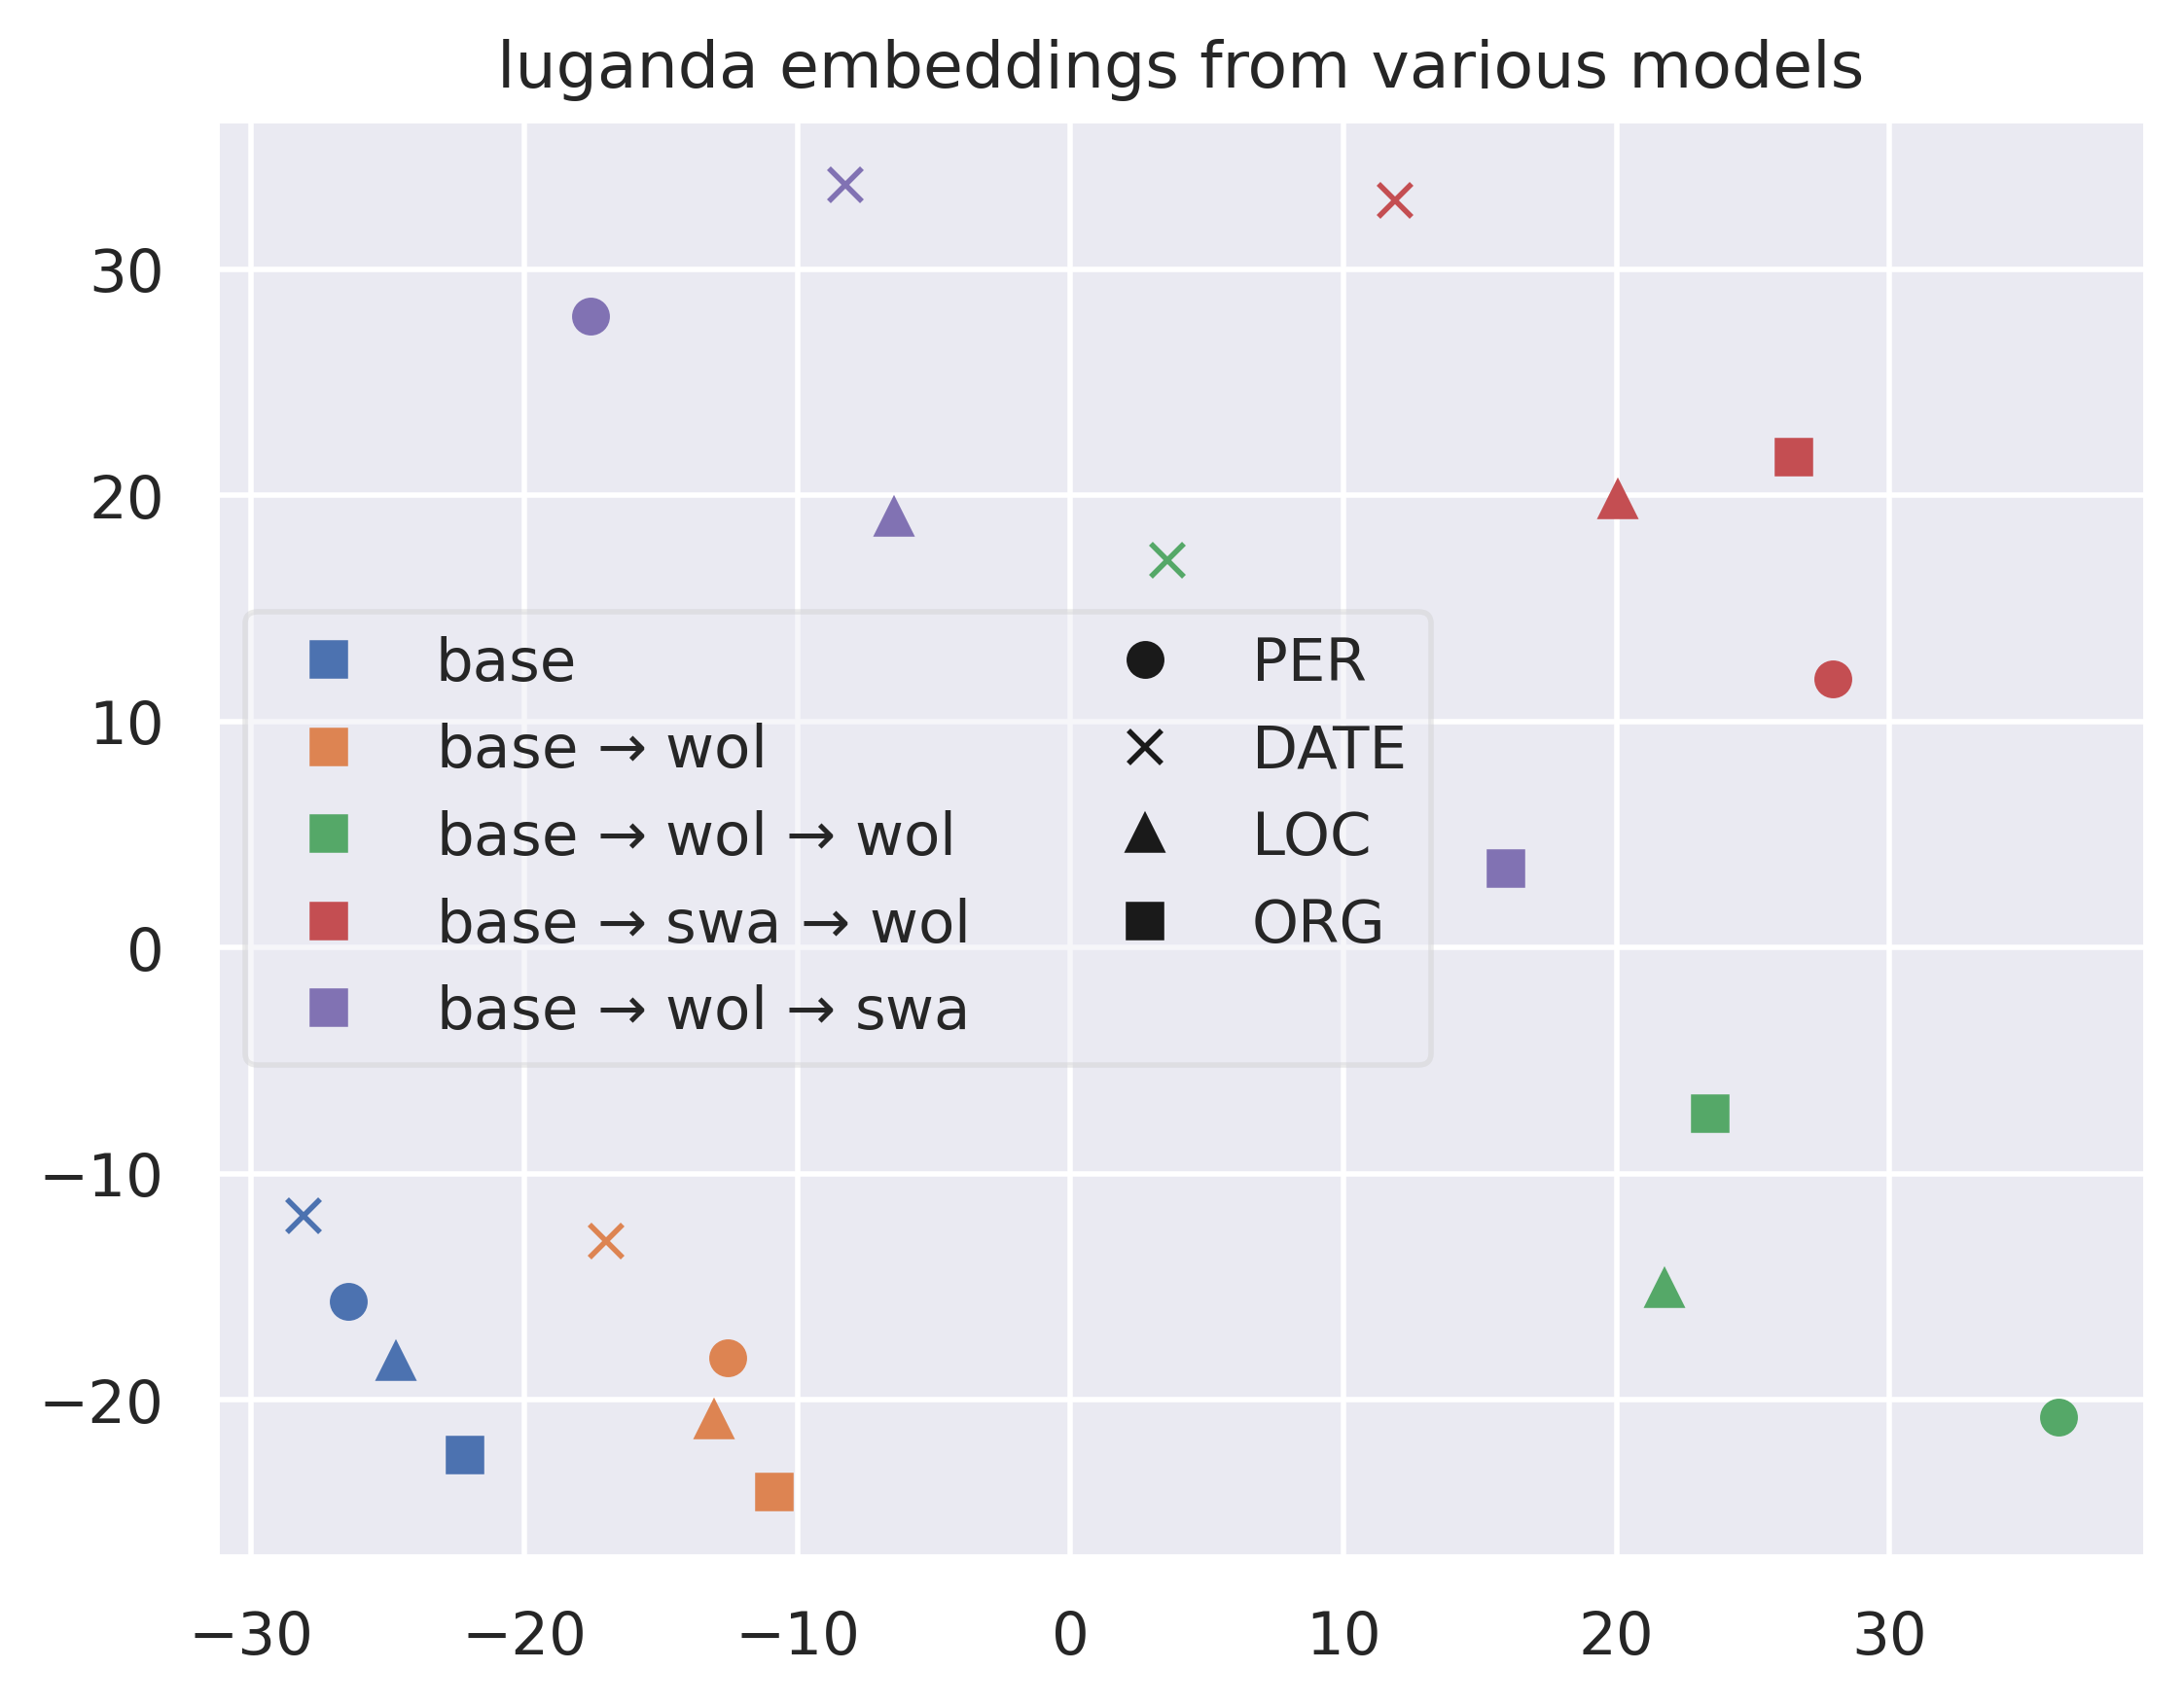 luganda embeddings from various models
30
20
10
0
−10
−20
base
base → wol
base → wol → wol
base → swa → wol
base → wol → swa
PER
DATE
LOC
ORG
−30 −20 −10 0 10 20 30